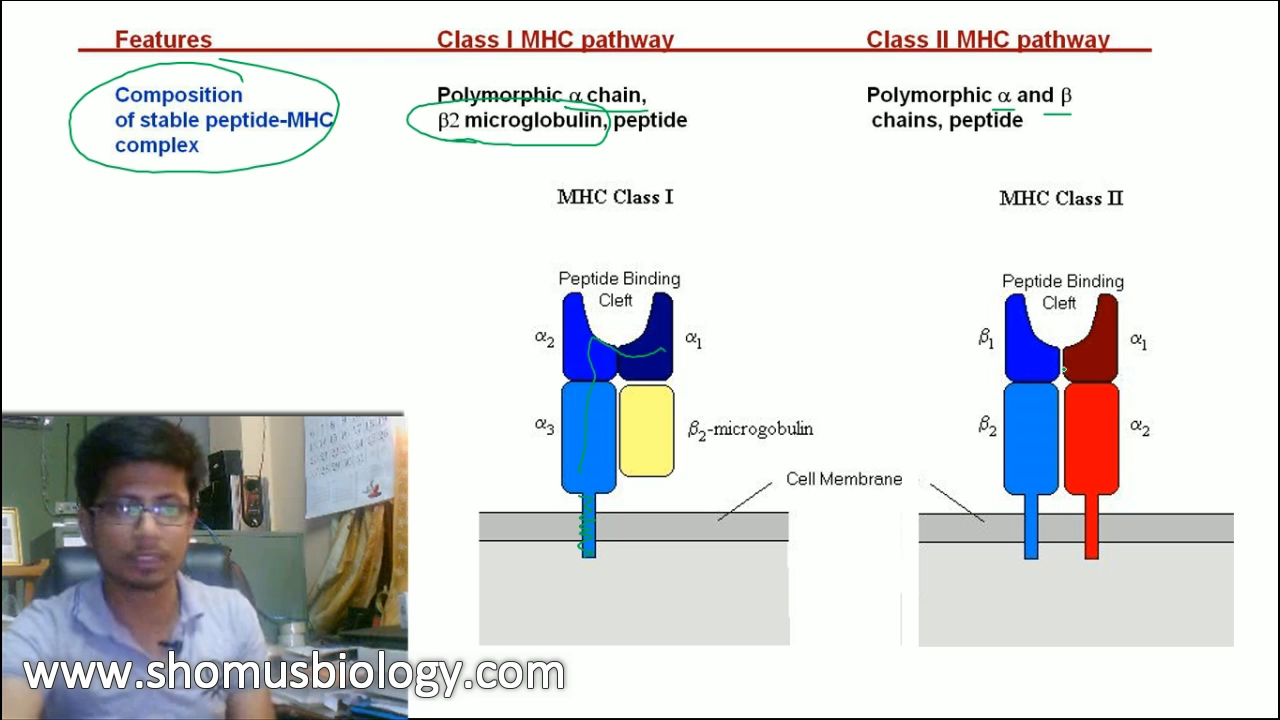 Features
Class I MHC pathway
Class II MHC pathway
Composition
of stable peptide-MHC
complex
Polymorphic α chain,
β2 microglobulin, peptide
Polymorphic α and β
chains, peptide
MHC Class I
MHC Class II
Peptide Binding
Cleft
Peptide Binding
Cleft
α2
α1
β1
α1
α3
β2-microgobulin
β2
α2
Cell Membrane
www.shomusbiology.com